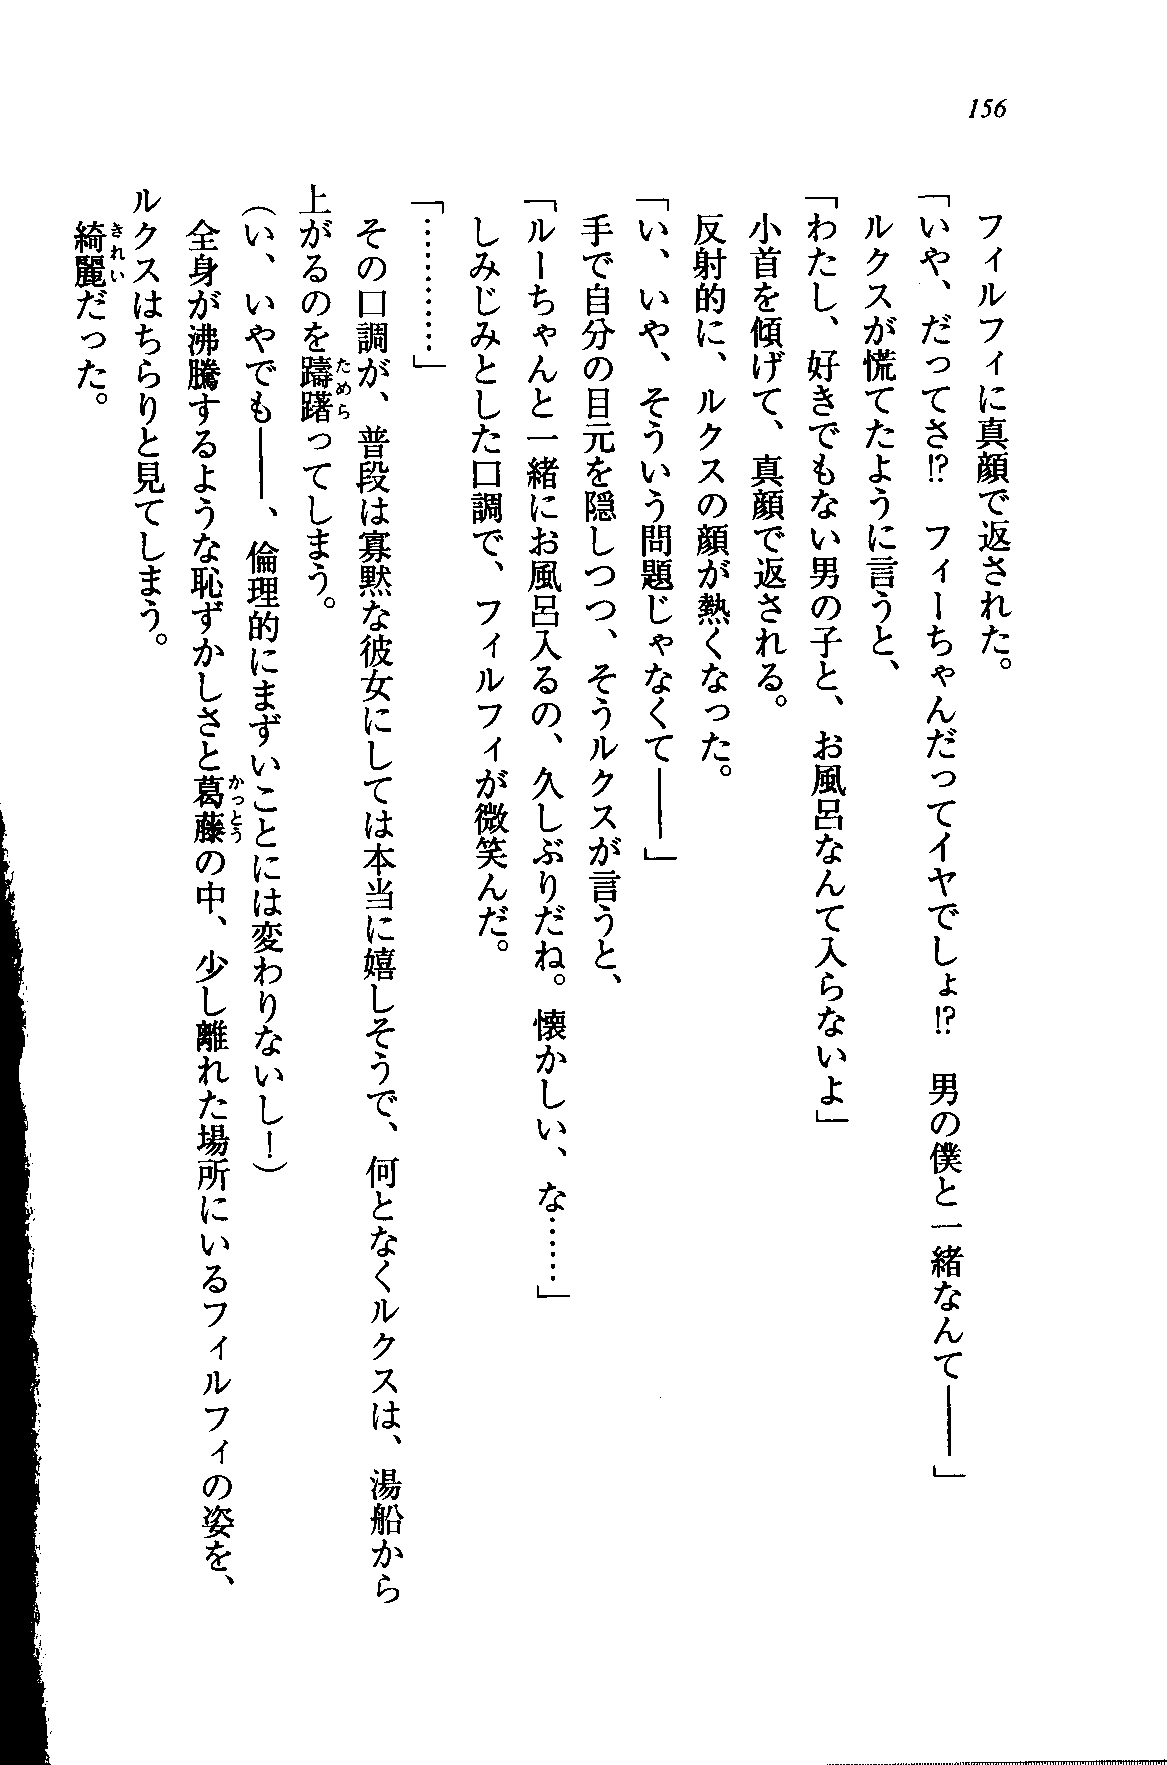 156
フィルフィに真顔で返された。
「いや、だってさ!?　フィーちゃんだってイヤでしょ!?　男の僕と一緒なんて――」
ルクスが慌てたように言うと、
「わたし、好きでもない男の子と、お風呂なんて入らないよ」
小首を傾げて、真顔で返される。
反射的に、ルクスの顔が熱くなった。
「い、いや、そういう問題じゃなくて――」
手で自分の目元を隠しつつ、そうルクスが言うと、
「ルーちゃんと一緒にお風呂入るの、久しぶりだね。懐かしい、な……」
しみじみとした口調で、フィルフィが微笑んだ。
「…………」
その口調が、普段は寡黙な彼女にしては本当に嬉しそうで、何となくルクスは、湯船から
上がるのを躊躇ってしまう。
ためら
（い、いやでも――、倫理的にまずいことには変わりないし！）
全身が沸騰するような恥ずかしさと葛藤の中、少し離れた場所にいるフィルフィの姿を、
かっとう
ルクスはちらりと見てしまう。
綺麗だった。
きれい